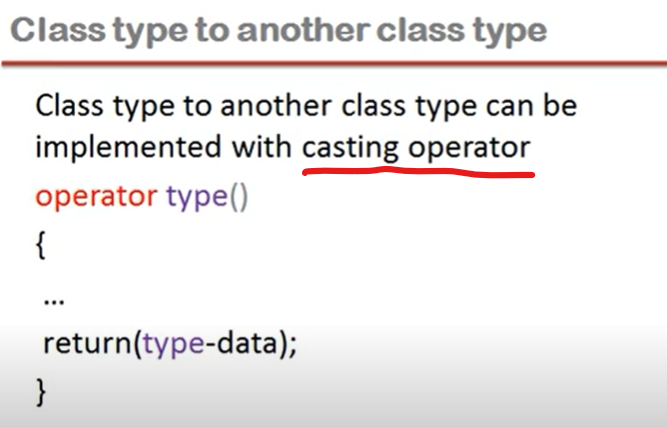 Class type to another class type
Class type to another class type can be
implemented with casting operator
operator type()
{
...
return(type-data);
}